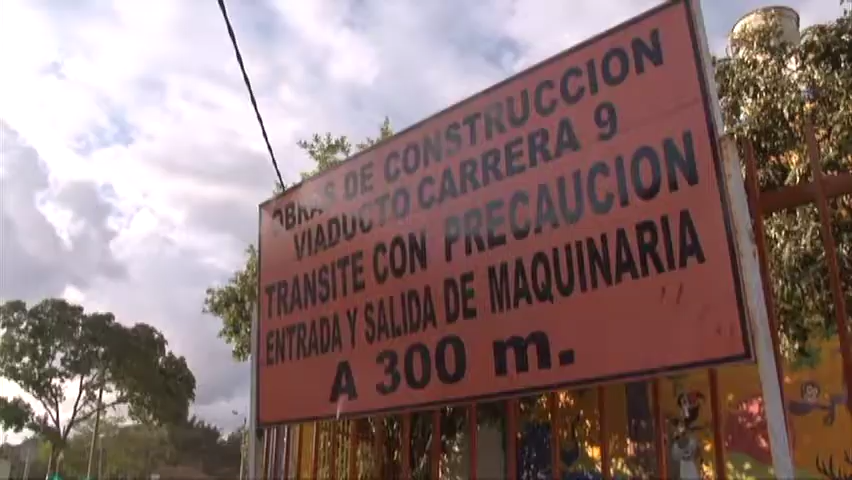 OBRAS DE CONSTRUCCION
VIADUCTO CARRERA 9
TRANSITE CON PRECAUCION
ENTRADA Y SALIDA DE MAQUINARIA
A 300 m.